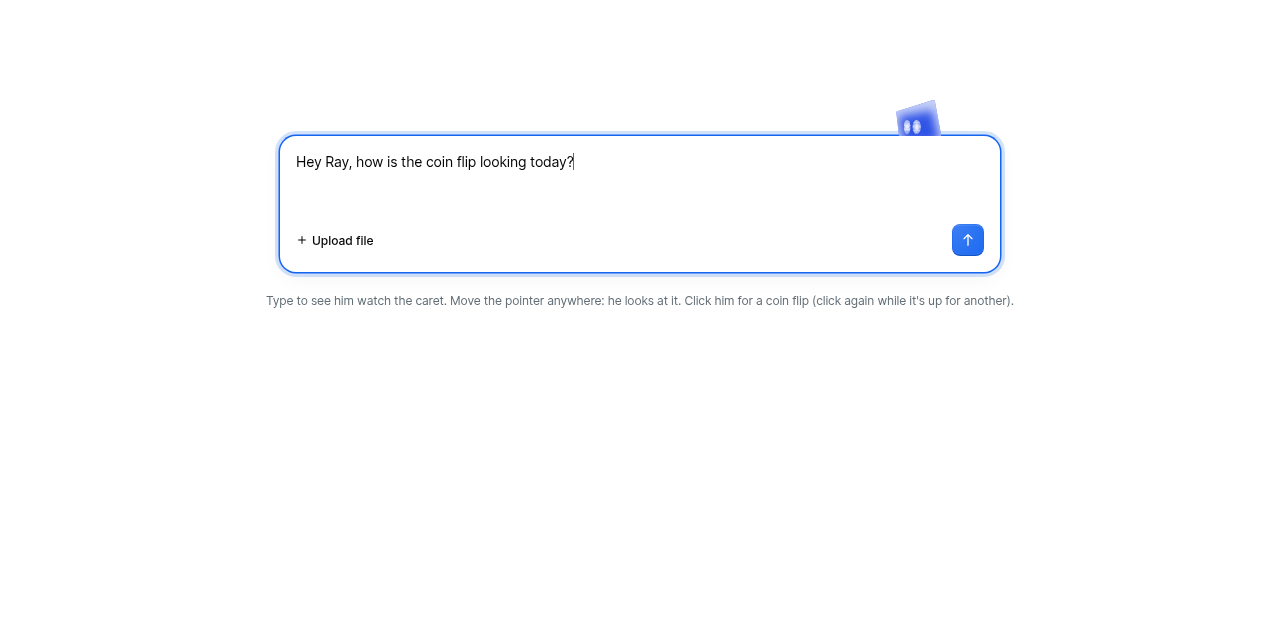 Hey Ray, how is the coin flip looking today?
+ Upload file
Type to see him watch the caret. Move the pointer anywhere: he looks at it. Click him for a coin flip (click again while it's up for another).